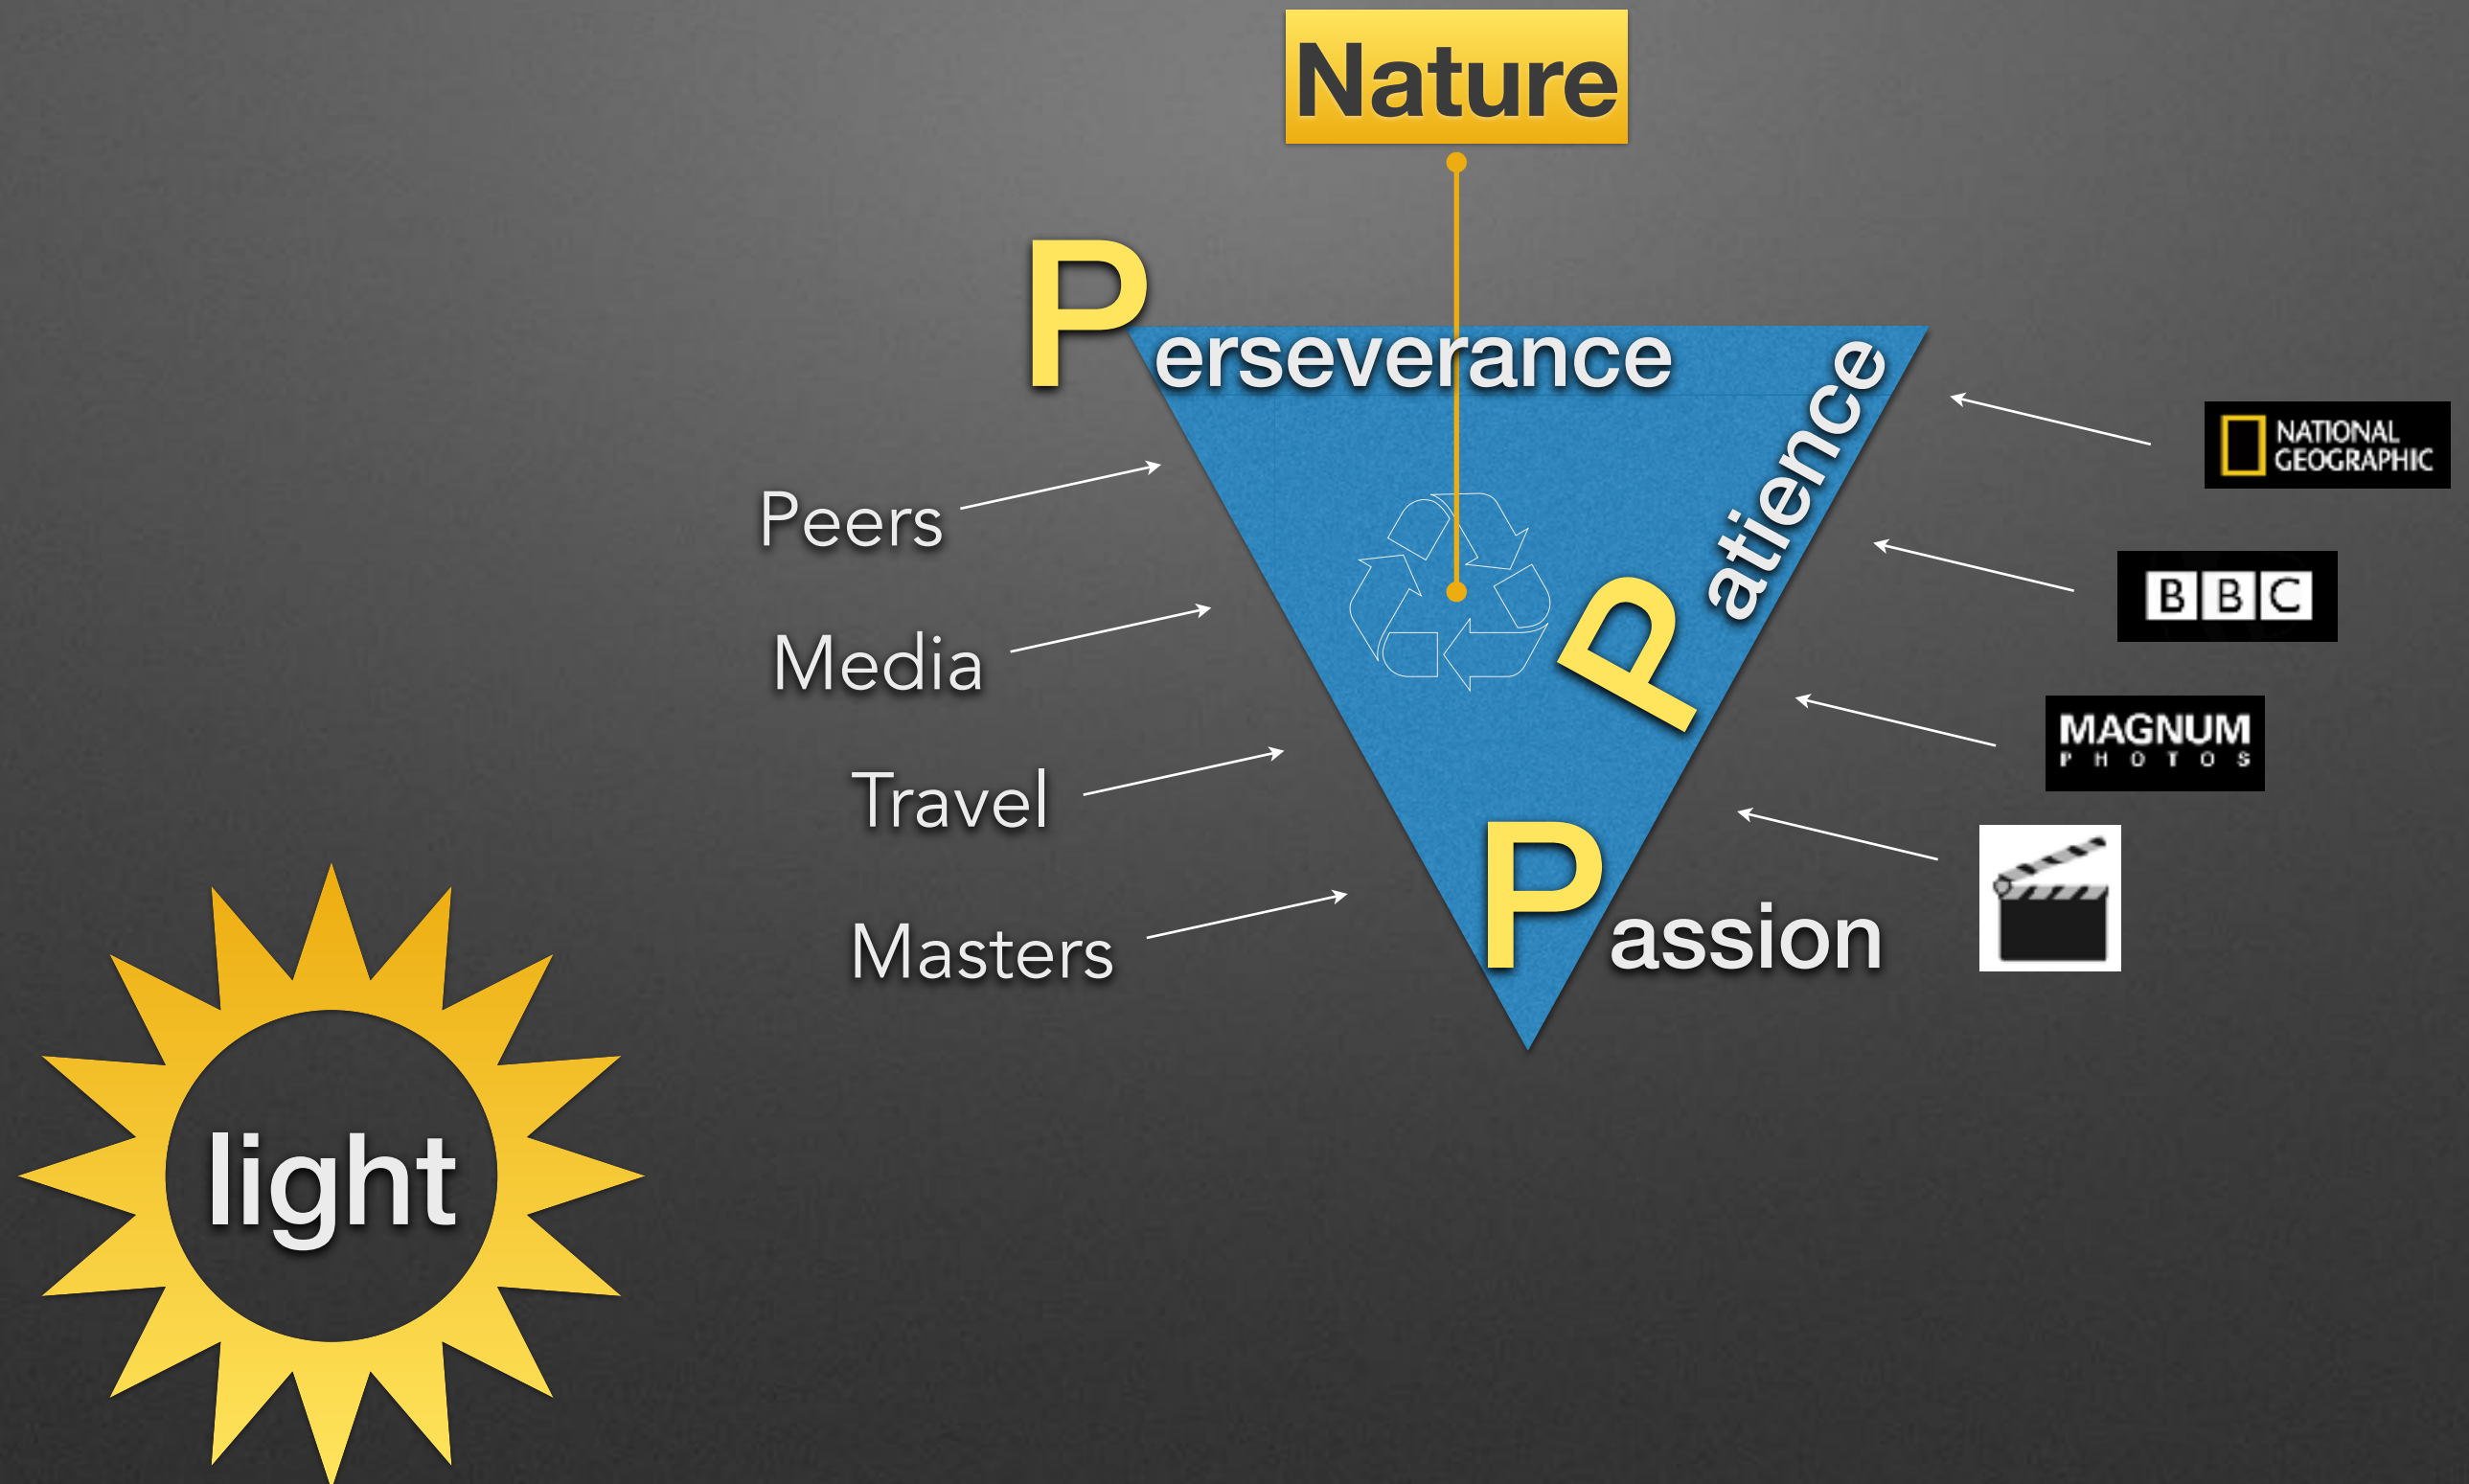 Nature
Perseverance
Patience
Peers
Media
Travel
Masters
Passion
NATIONAL
GEOGRAPHIC
BBC
MAGNUM
PHOTOS
light